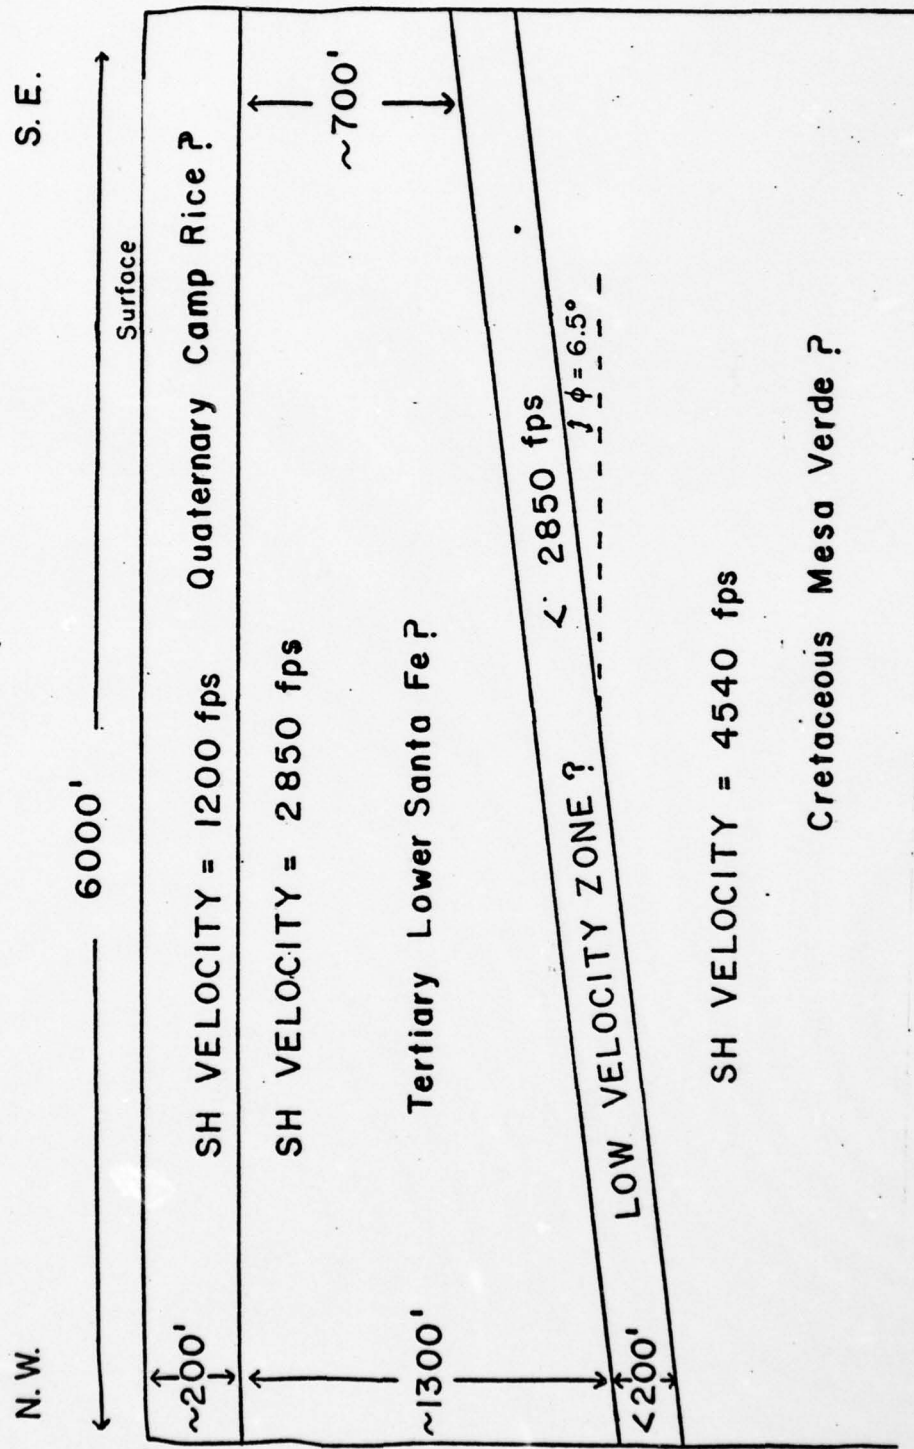 N.W.
S.E.
6000'
Surface
~200'
SH VELOCITY = 1200 fps Quaternary Camp Rice?
SH VELOCITY = 2850 fps
~700'
~1300'
Tertiary Lower Santa Fe?
<200'
LOW VELOCITY ZONE? < 2850 fps
φ = 6.5°
SH VELOCITY = 4540 fps
Cretaceous Mesa Verde?